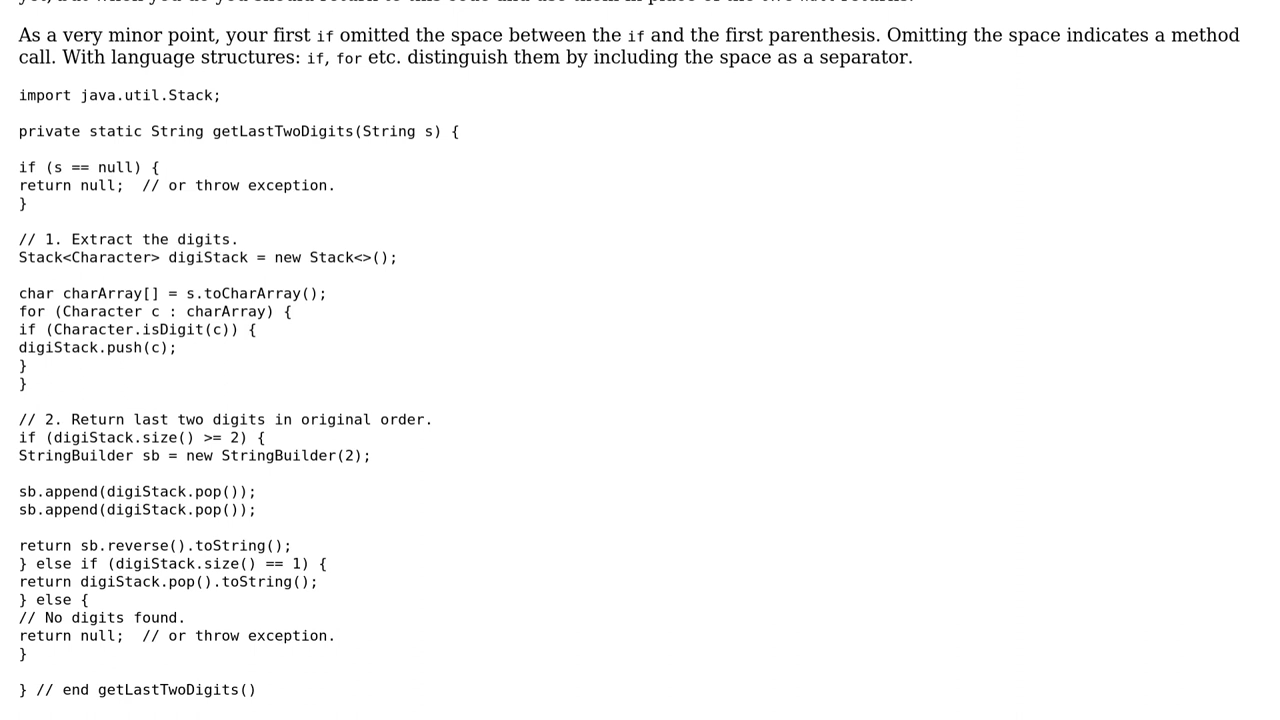 As a very minor point, your first if omitted the space between the if and the first parenthesis. Omitting the space indicates a method
call. With language structures: if, for etc. distinguish them by including the space as a separator.
import java.util.Stack;
private static String getLastTwoDigits(String s) {
if (s == null) {
return null;  // or throw exception.
}
// 1. Extract the digits.
Stack<Character> digiStack = new Stack<>();
char charArray[] = s.toCharArray();
for (Character c : charArray) {
if (Character.isDigit(c)) {
digiStack.push(c);
}
}
// 2. Return last two digits in original order.
if (digiStack.size() >= 2) {
StringBuilder sb = new StringBuilder(2);
sb.append(digiStack.pop());
sb.append(digiStack.pop());
return sb.reverse().toString();
} else if (digiStack.size() == 1) {
return digiStack.pop().toString();
} else {
// No digits found.
return null;  // or throw exception.
}
} // end getLastTwoDigits()